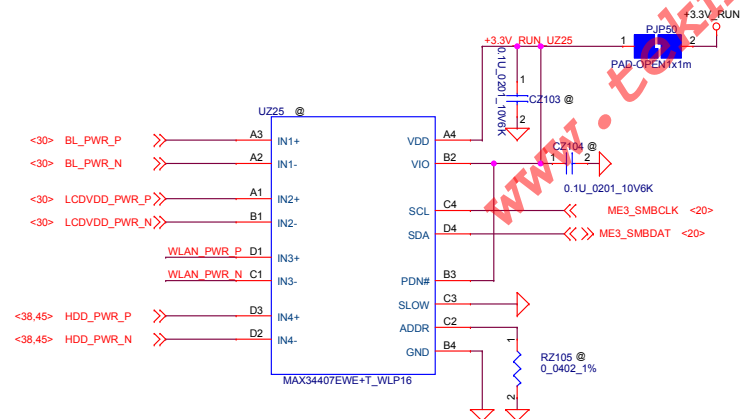 +3.3V_RUN
PJP50
+3.3V_RUN_UZ25
1 2
PAD-OPEN1x1m
0.1U_0201_10V6K
1
CZ103 @
2
UZ25 @
<30> BL_PWR_P A3 IN1+ VDD A4
<30> BL_PWR_N A2 IN1- VIO B2
CZ104 @
1 2
0.1U_0201_10V6K
<30> LCDVDD_PWR_P A1 IN2+
<30> LCDVDD_PWR_N B1 IN2-
SCL C4 ME3_SMBCLK <20>
SDA D4 ME3_SMBDAT <20>
WLAN_PWR_P D1 IN3+
WLAN_PWR_N C1 IN3- PDN# B3
SLOW C3
<38,45> HDD_PWR_P D3 IN4+
ADDR C2
<38,45> HDD_PWR_N D2 IN4-
GND B4
1
RZ105 @
0_0402_1%
2
MAX34407EWE+T_WLP16
www.tek